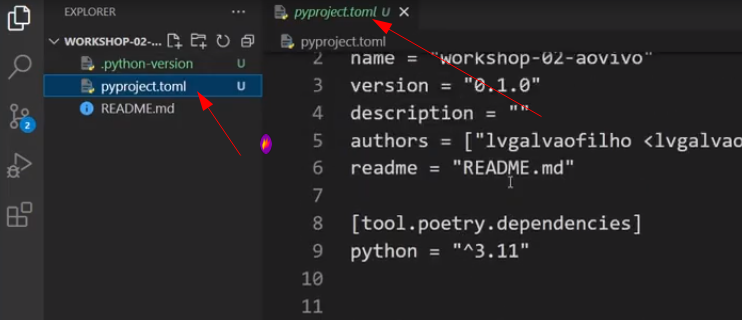 EXPLORER
WORKSHOP-02-...
.python-version U
pyproject.toml U
README.md
2
pyproject.toml U
pyproject.toml
2 name = "workshop-02-aovivo"
3 version = "0.1.0"
4 description = ""
5 authors = ["lvgalvaofilho <lvgalvao
6 readme = "README.md"
7
8 [tool.poetry.dependencies]
9 python = "^3.11"
10
11